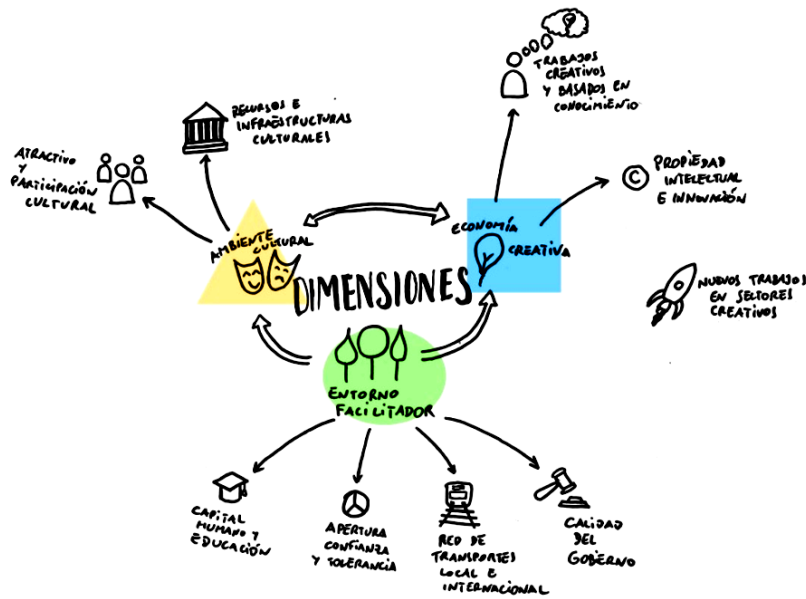 TRABAJOS
CREATIVOS
Y BASADOS EN
CONOCIMIENTO
RECURSOS E
INFRAESTRUCTURAS
CULTURALES
ATRACTIVO
Y
PARTICIPACIÓN
CULTURAL
C
PROPIEDAD
INTELECTUAL
E INNOVACIÓN
AMBIENTE
CULTURAL
ECONOMÍA
CREATIVA
DIMENSIONES
NUEVOS TRABAJOS
EN SECTORES
CREATIVOS
ENTORNO
FACILITADOR
CAPITAL
HUMANO Y
EDUCACIÓN
APERTURA
CONFIANZA
Y TOLERANCIA
RED DE
TRANSPORTES
LOCAL E
INTERNACIONAL
CALIDAD
DEL
GOBIERNO